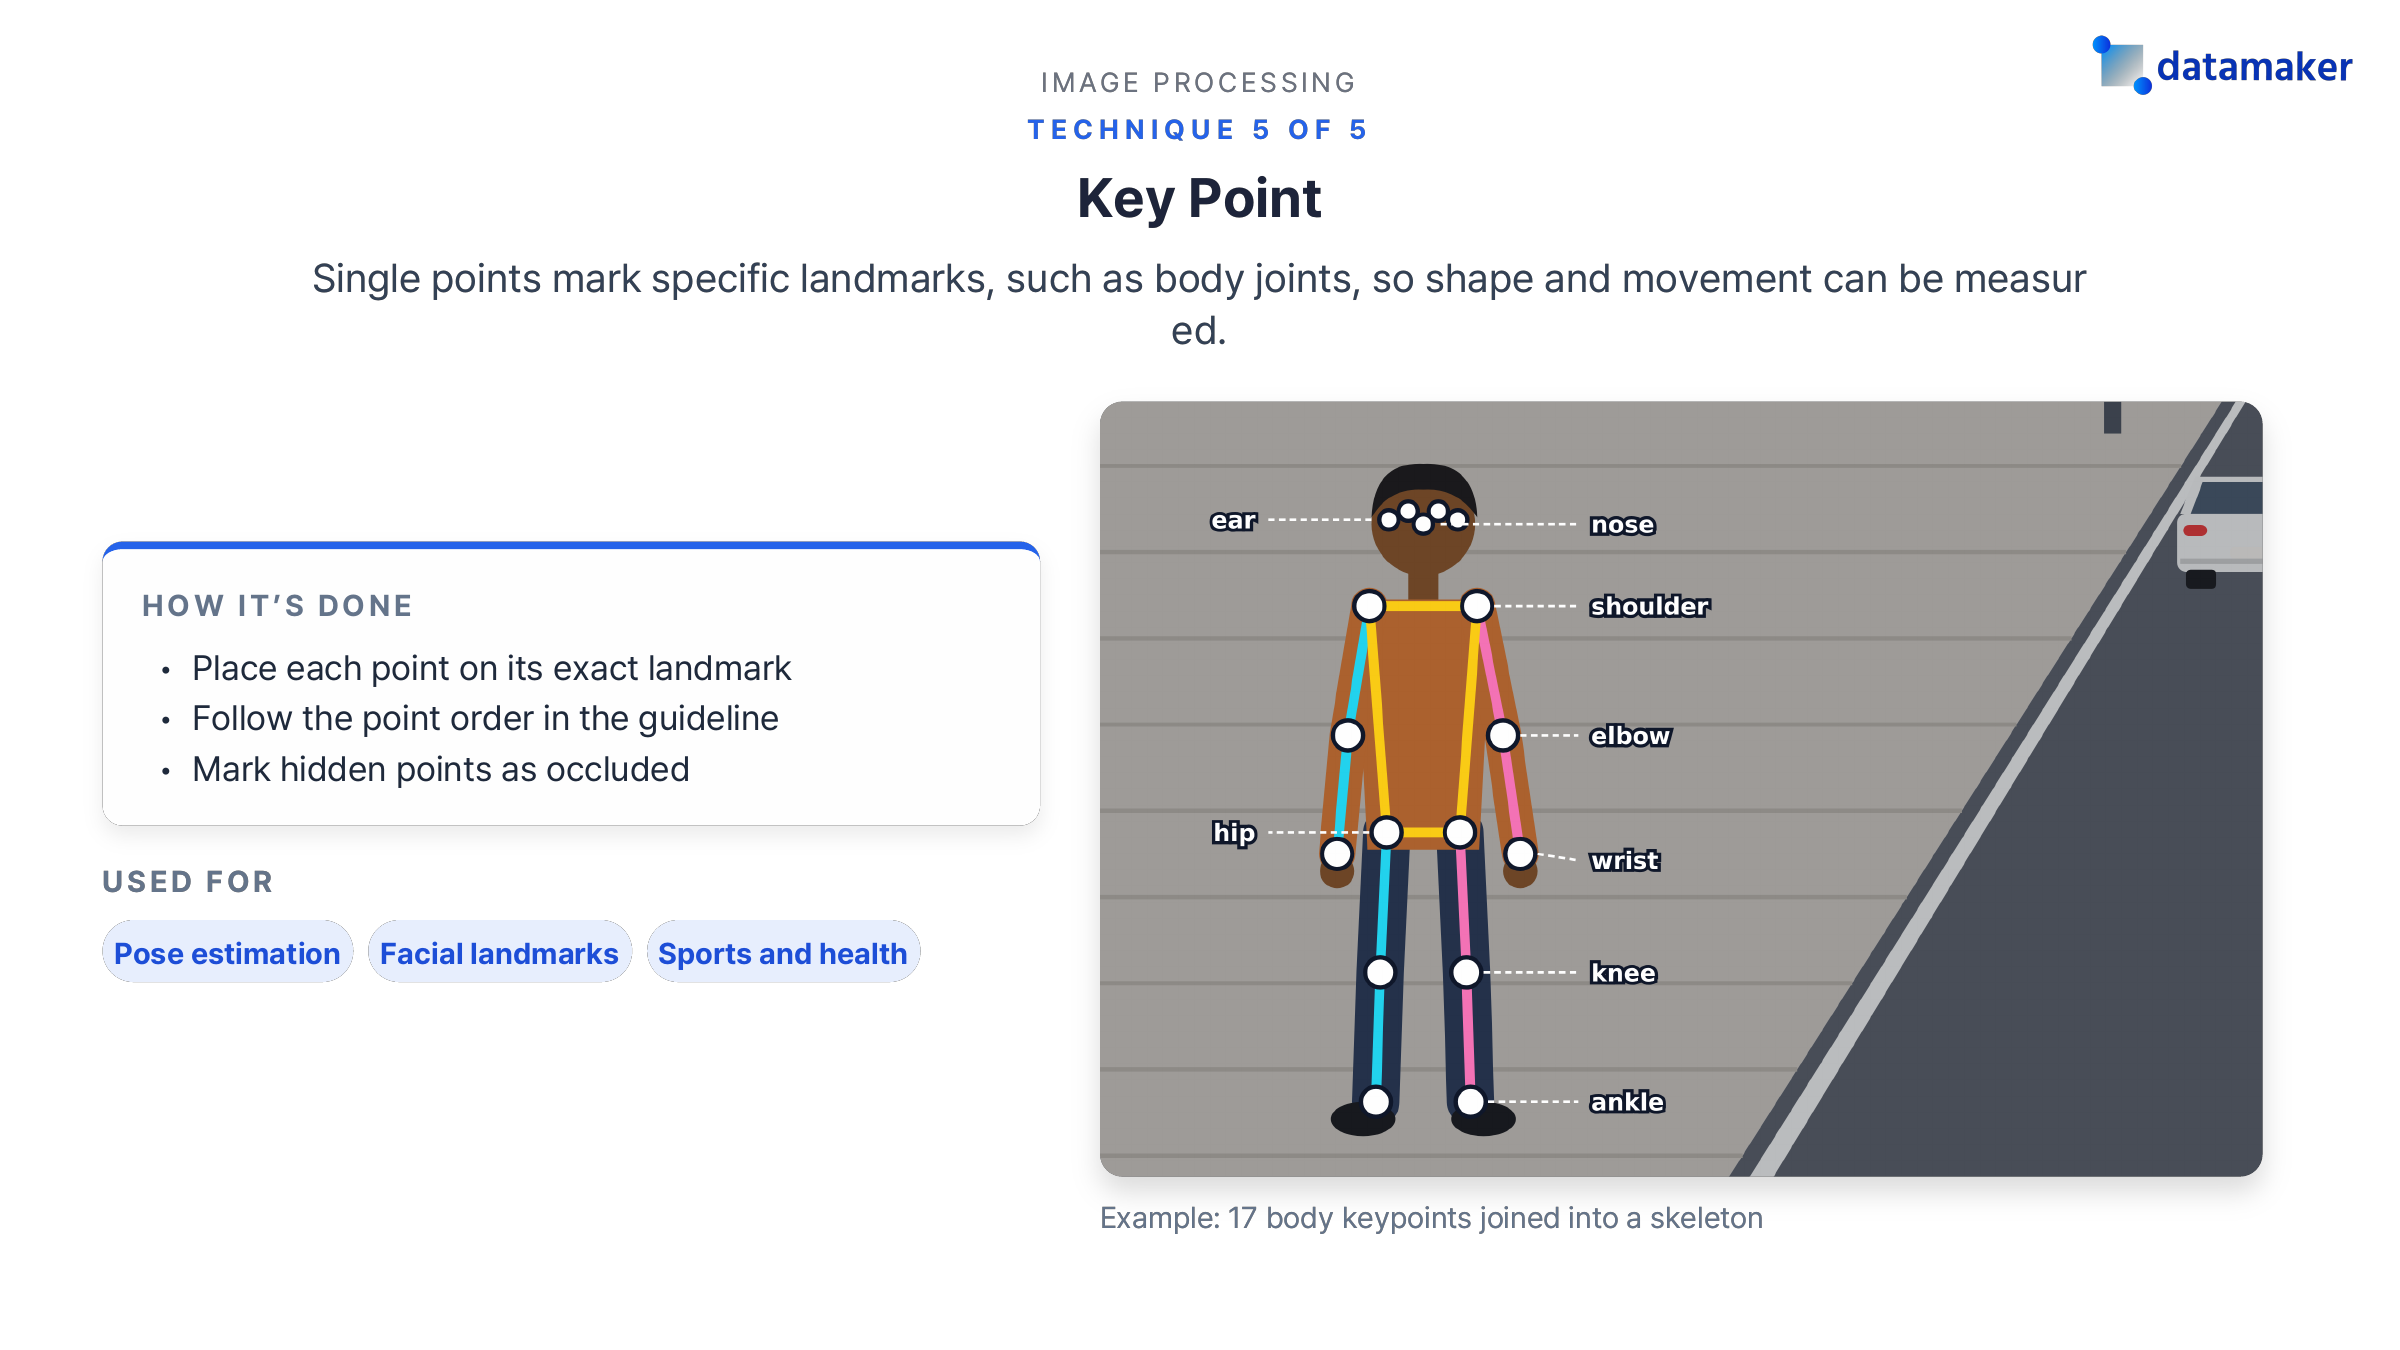 datamaker
IMAGE PROCESSING
TECHNIQUE 5 OF 5
Key Point
Single points mark specific landmarks, such as body joints, so shape and movement can be measur
ed.
HOW IT’S DONE
• Place each point on its exact landmark
• Follow the point order in the guideline
• Mark hidden points as occluded
USED FOR
Pose estimation
Facial landmarks
Sports and health
ear
nose
shoulder
elbow
hip
wrist
knee
ankle
Example: 17 body keypoints joined into a skeleton